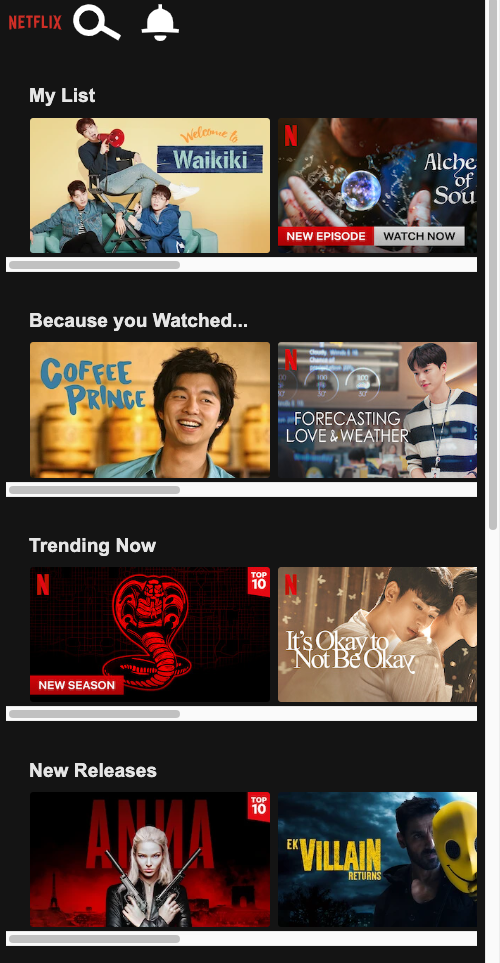 NETFLIX
My List
Welcome to
Waikiki
N
Alche
of
Sou
NEW EPISODE
WATCH NOW
Because you Watched...
COFFEE
PRINCE
N
FORECASTING
LOVE & WEATHER
Trending Now
N
TOP
10
NEW SEASON
N
It's Okay to
Not Be Okay
New Releases
ANNA
TOP
10
EK
VILLAIN
RETURNS